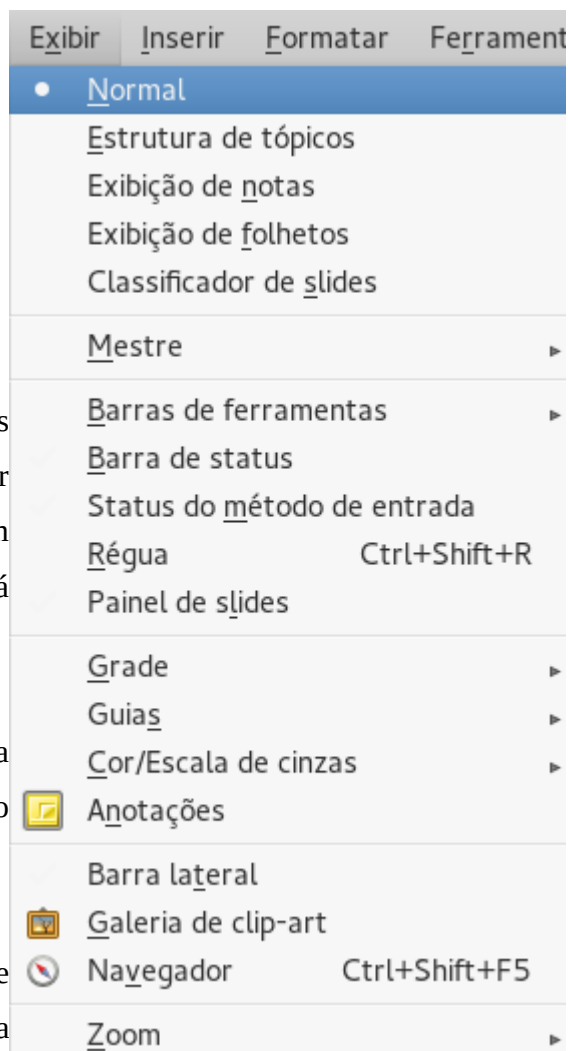 Exibir Inserir Formatar Ferrament
Normal
Estrutura de tópicos
Exibição de notas
Exibição de folhetos
Classificador de slides
Mestre
Barras de ferramentas
s
Barra de status
r
Status do método de entrada
Régua Ctrl+Shift+R
á
Painel de slides
Grade
Guias
a
Cor/Escala de cinzas
o
Anotações
Barra lateral
Galeria de clip-art
e
Navegador Ctrl+Shift+F5
a
Zoom